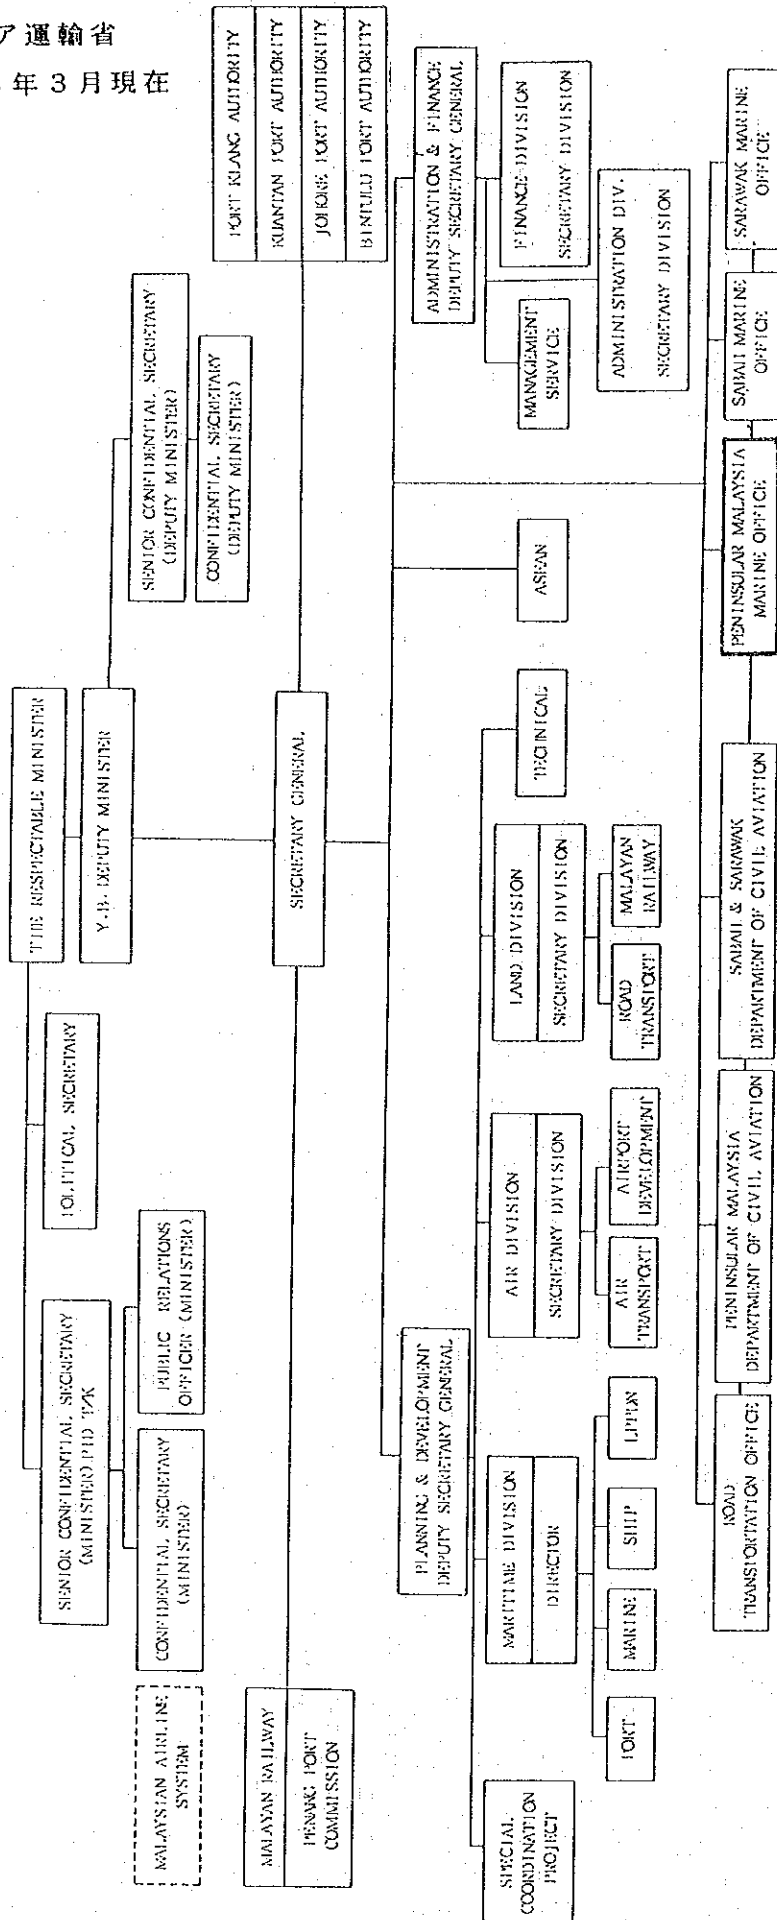 ア運輸省
年3月現在
THE RESPECTABLE MINISTER
Y.B. DEPUTY MINISTER
POLITICAL SECRETARY
SENIOR CONFIDENTIAL SECRETARY
(MINISTER) PTD T/K
PUBLIC RELATIONS
OFFICER (MINISTER)
CONFIDENTIAL SECRETARY
(MINISTER)
SENIOR CONFIDENTIAL SECRETARY
(DEPUTY MINISTER)
CONFIDENTIAL SECRETARY
(DEPUTY MINISTER)
MALAYSIAN AIRLINE
SYSTEM
MALAYAN RAILWAY
PENANG PORT
COMMISSION
SECRETARY GENERAL
PORT KLANG AUTHORITY
KUANTAN PORT AUTHORITY
JOHORE PORT AUTHORITY
BINTULU PORT AUTHORITY
PLANNING & DEVELOPMENT
DEPUTY SECRETARY GENERAL
ADMINISTRATION & FINANCE
DEPUTY SECRETARY GENERAL
SPECIAL
COORDINATION
PROJECT
MARITIME DIVISION
DIRECTOR
AIR DIVISION
SECRETARY DIVISION
LAND DIVISION
SECRETARY DIVISION
TECHNICAL
ASEAN
MANAGEMENT
SERVICE
FINANCE DIVISION
SECRETARY DIVISION
ADMINISTRATION DIV.
SECRETARY DIVISION
PORT
MARINE
SHIP
LPPDN
AIR
TRANSPORT
AIRPORT
DEVELOPMENT
ROAD
TRANSPORT
MALAYAN
RAILWAY
ROAD
TRANSPORTATION OFFICE
PENINSULAR MALAYSIA
DEPARTMENT OF CIVIL AVIATION
SABAH & SARAWAK
DEPARTMENT OF CIVIL AVIATION
PENINSULAR MALAYSIA
MARINE OFFICE
SABAH MARINE
OFFICE
SARAWAK MARINE
OFFICE